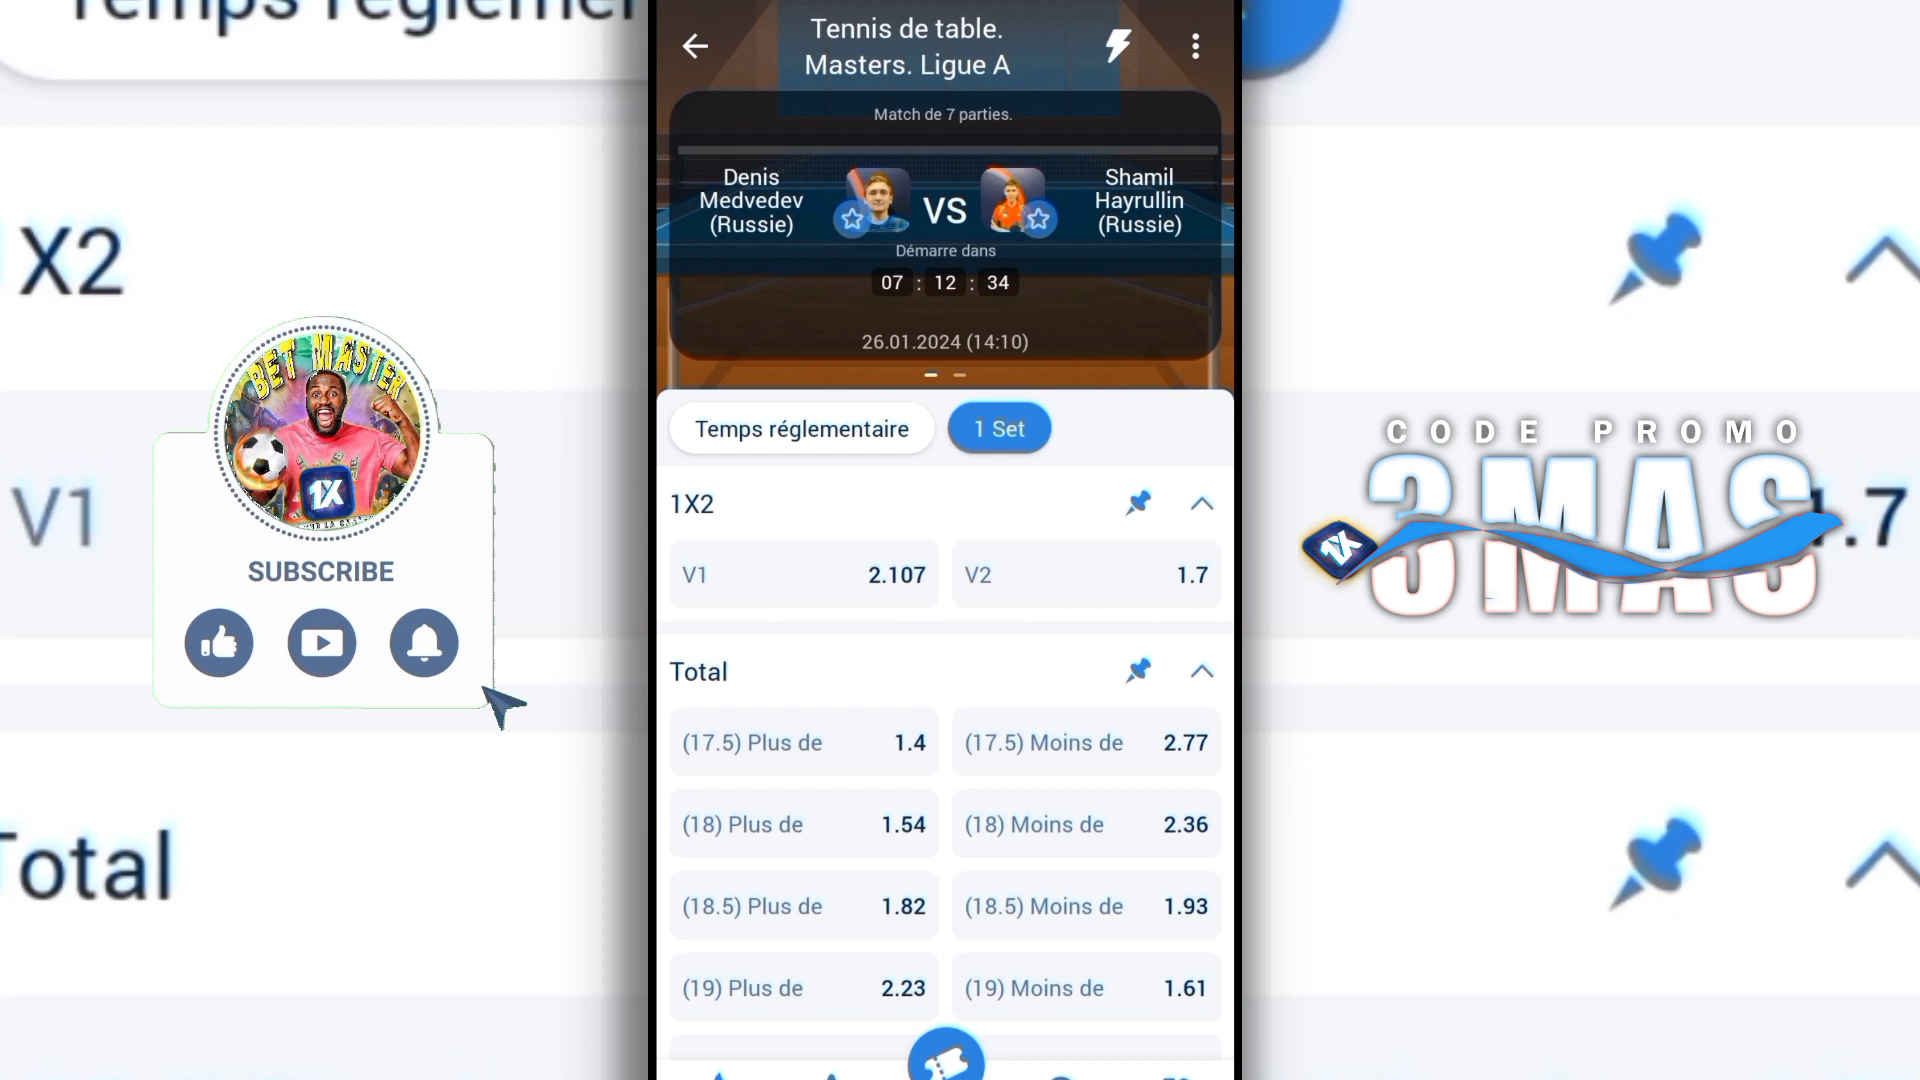 Temps réglementaire
1X2
V1
Total
1.7
BET MASTER
1X
SUBSCRIBE
Tennis de table.
Masters. Ligue A
Match de 7 parties.
Denis
Medvedev
(Russie)
VS
Shamil
Hayrullin
(Russie)
Démarre dans
07 : 12 : 34
26.01.2024 (14:10)
Temps réglementaire
1 Set
1X2
V1 2.107 V2 1.7
Total
(17.5) Plus de 1.4 (17.5) Moins de 2.77
(18) Plus de 1.54 (18) Moins de 2.36
(18.5) Plus de 1.82 (18.5) Moins de 1.93
(19) Plus de 2.23 (19) Moins de 1.61
CODE PROMO
3MAS
1X